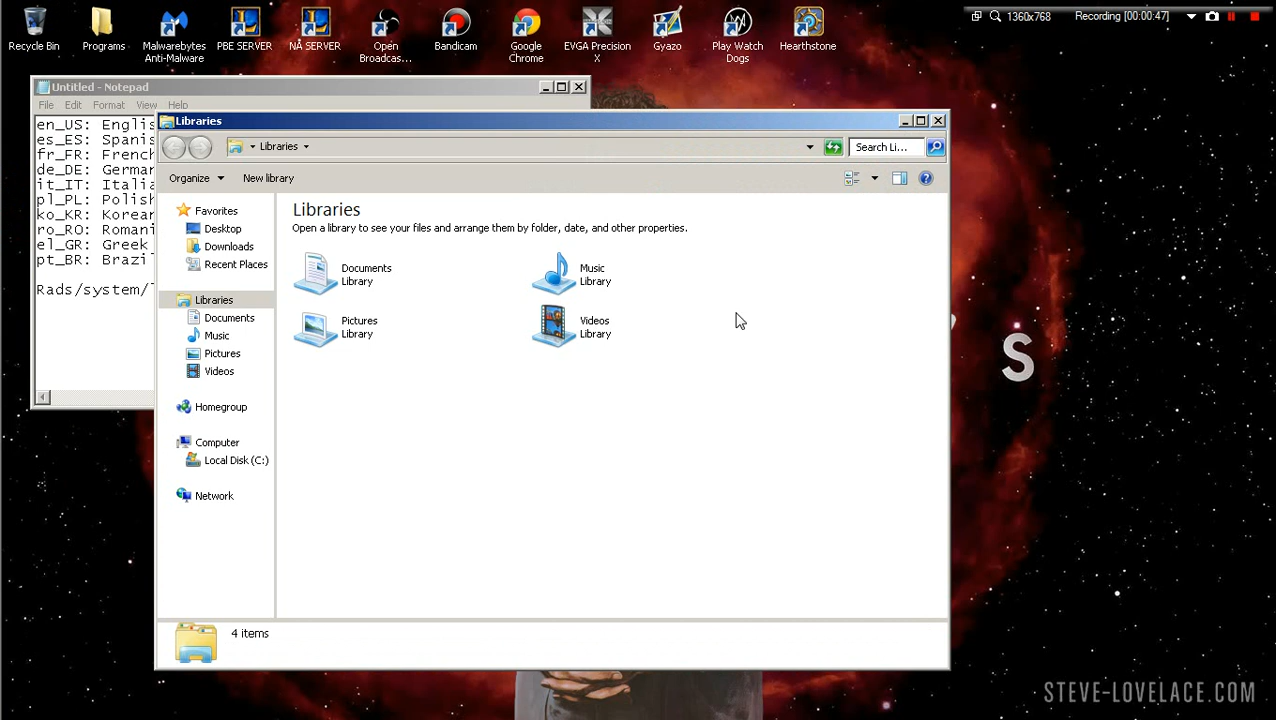 1360x768
Recording [00:00:47]
Recycle Bin
Programs
Malwarebytes
Anti-Malware
PBE SERVER
NA SERVER
Open
Broadcas...
Bandicam
Google
Chrome
EVGA Precision
X
Gyazo
Play Watch
Dogs
Hearthstone
Untitled - Notepad
File Edit Format View Help
en_US: Englis
es_ES: Spanis
fr_FR: French
de_DE: German
it_IT: Italia
pl_PL: Polish
ko_KR: Korean
ro_RO: Romani
el_GR: Greek
pt_BR: Brazil
Rads/system/
Libraries
Libraries
Search Li...
Organize
New library
Favorites
Desktop
Downloads
Recent Places
Libraries
Documents
Music
Pictures
Videos
Homegroup
Computer
Local Disk (C:)
Network
Libraries
Open a library to see your files and arrange them by folder, date, and other properties.
Documents
Library
Music
Library
Pictures
Library
Videos
Library
4 items
S
STEVE-LOVELACE.COM